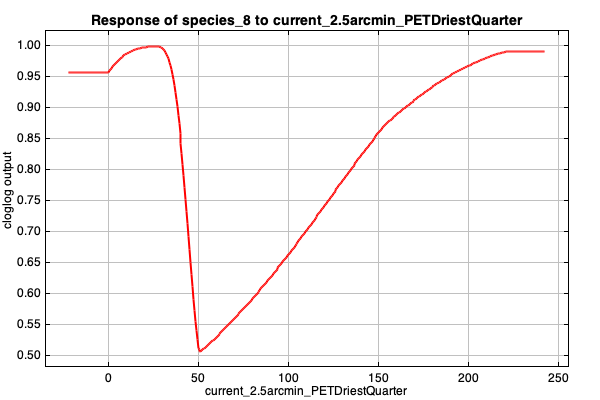 Response of species_8 to current_2.5arcmin_PETDriestQuarter
1.00
0.95
0.90
0.85
0.80
0.75
0.70
0.65
0.60
0.55
0.50
cloglog output
0 50 100 150 200 250
current_2.5arcmin_PETDriestQuarter